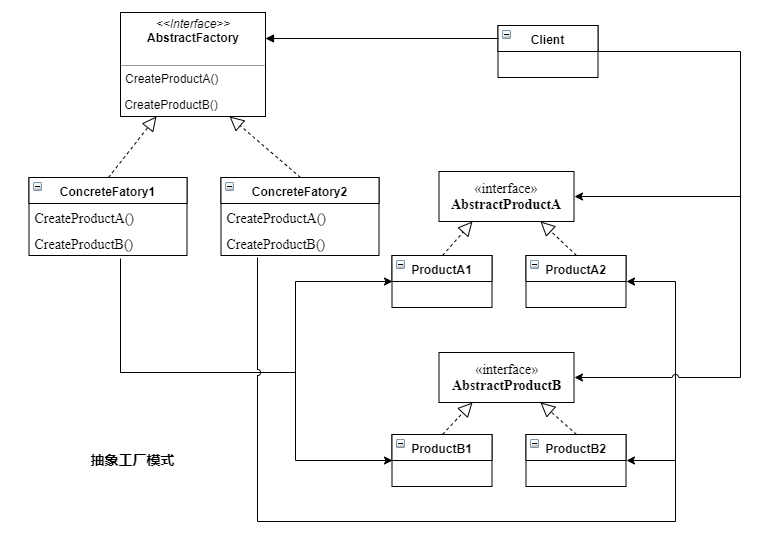 <<Interface>>
AbstractFactory
CreateProductA()
CreateProductB()
Client
ConcreteFatory1
CreateProductA()
CreateProductB()
ConcreteFatory2
CreateProductA()
CreateProductB()
«interface»
AbstractProductA
ProductA1
ProductA2
«interface»
AbstractProductB
ProductB1
ProductB2
抽象工厂模式